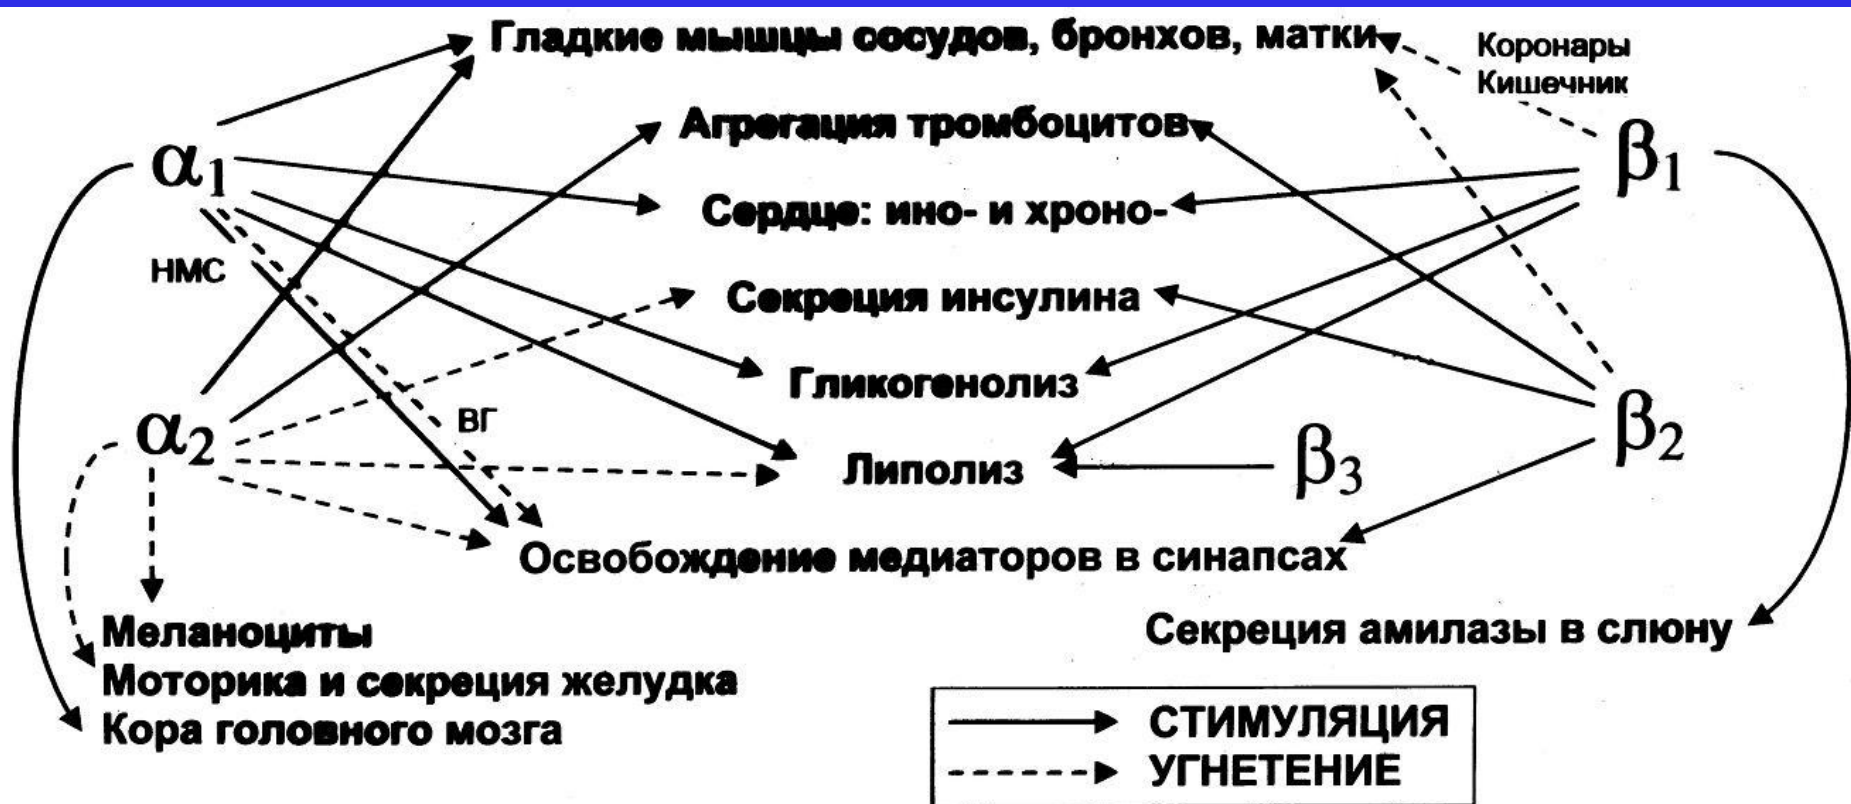 Гладкие мышцы сосудов, бронхов, матки
Коронары
Кишечник
Агрегация тромбоцитов
α1
β1
Сердце: ино- и хроно-
НМС
Секреция инсулина
Гликогенолиз
α2
ВГ
β2
Липолиз
β3
Освобождение медиаторов в синапсах
Меланоциты
Секреция амилазы в слюну
Моторика и секреция желудка
Кора головного мозга
СТИМУЛЯЦИЯ
УГНЕТЕНИЕ